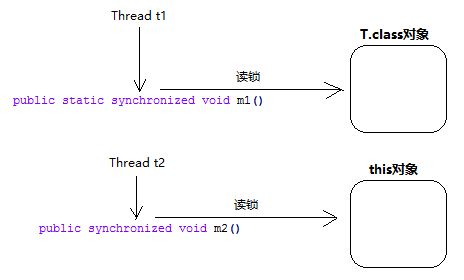 Thread t1
T.class对象
读锁
public static synchronized void m1()
Thread t2
this对象
读锁
public synchronized void m2()